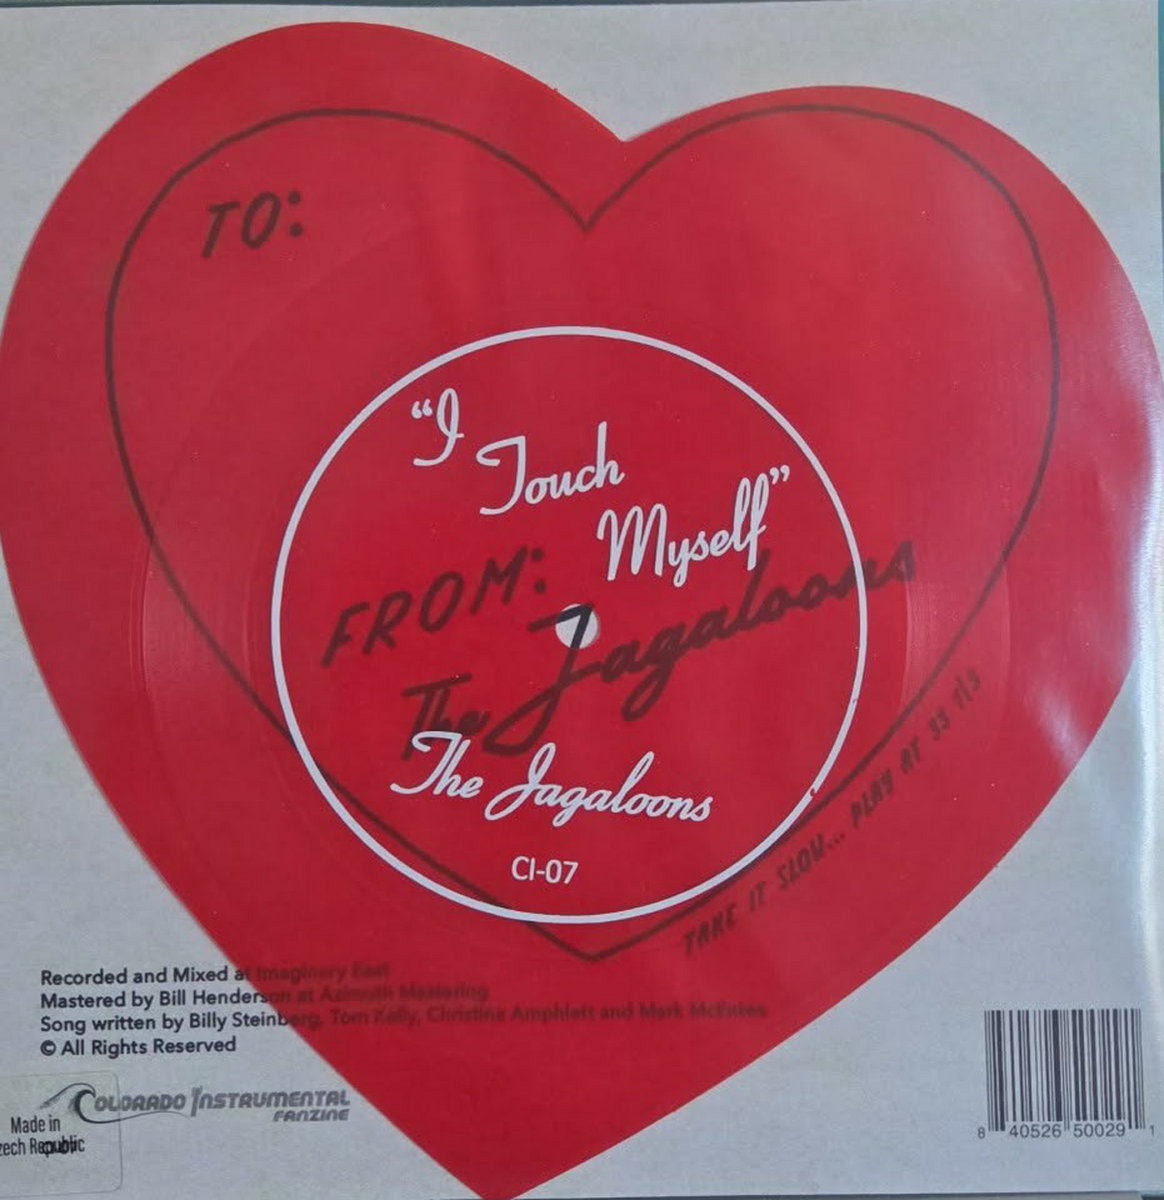 TO:
“I
Touch
Myself”
FROM:
The Jagaloons
The Jagaloons
CI-07
TAKE IT SLOW... PLAY AT 33 1/3
Recorded and Mixed at Imaginery East
Mastered by Bill Henderson at Azimuth Mastering
Song written by Billy Steinberg, Tom Kelly, Christina Amphlett and Mark McEntee
© All Rights Reserved
COLORADO INSTRUMENTAL
FANZINE
Made in
zech Republic
8 40526 50029 1